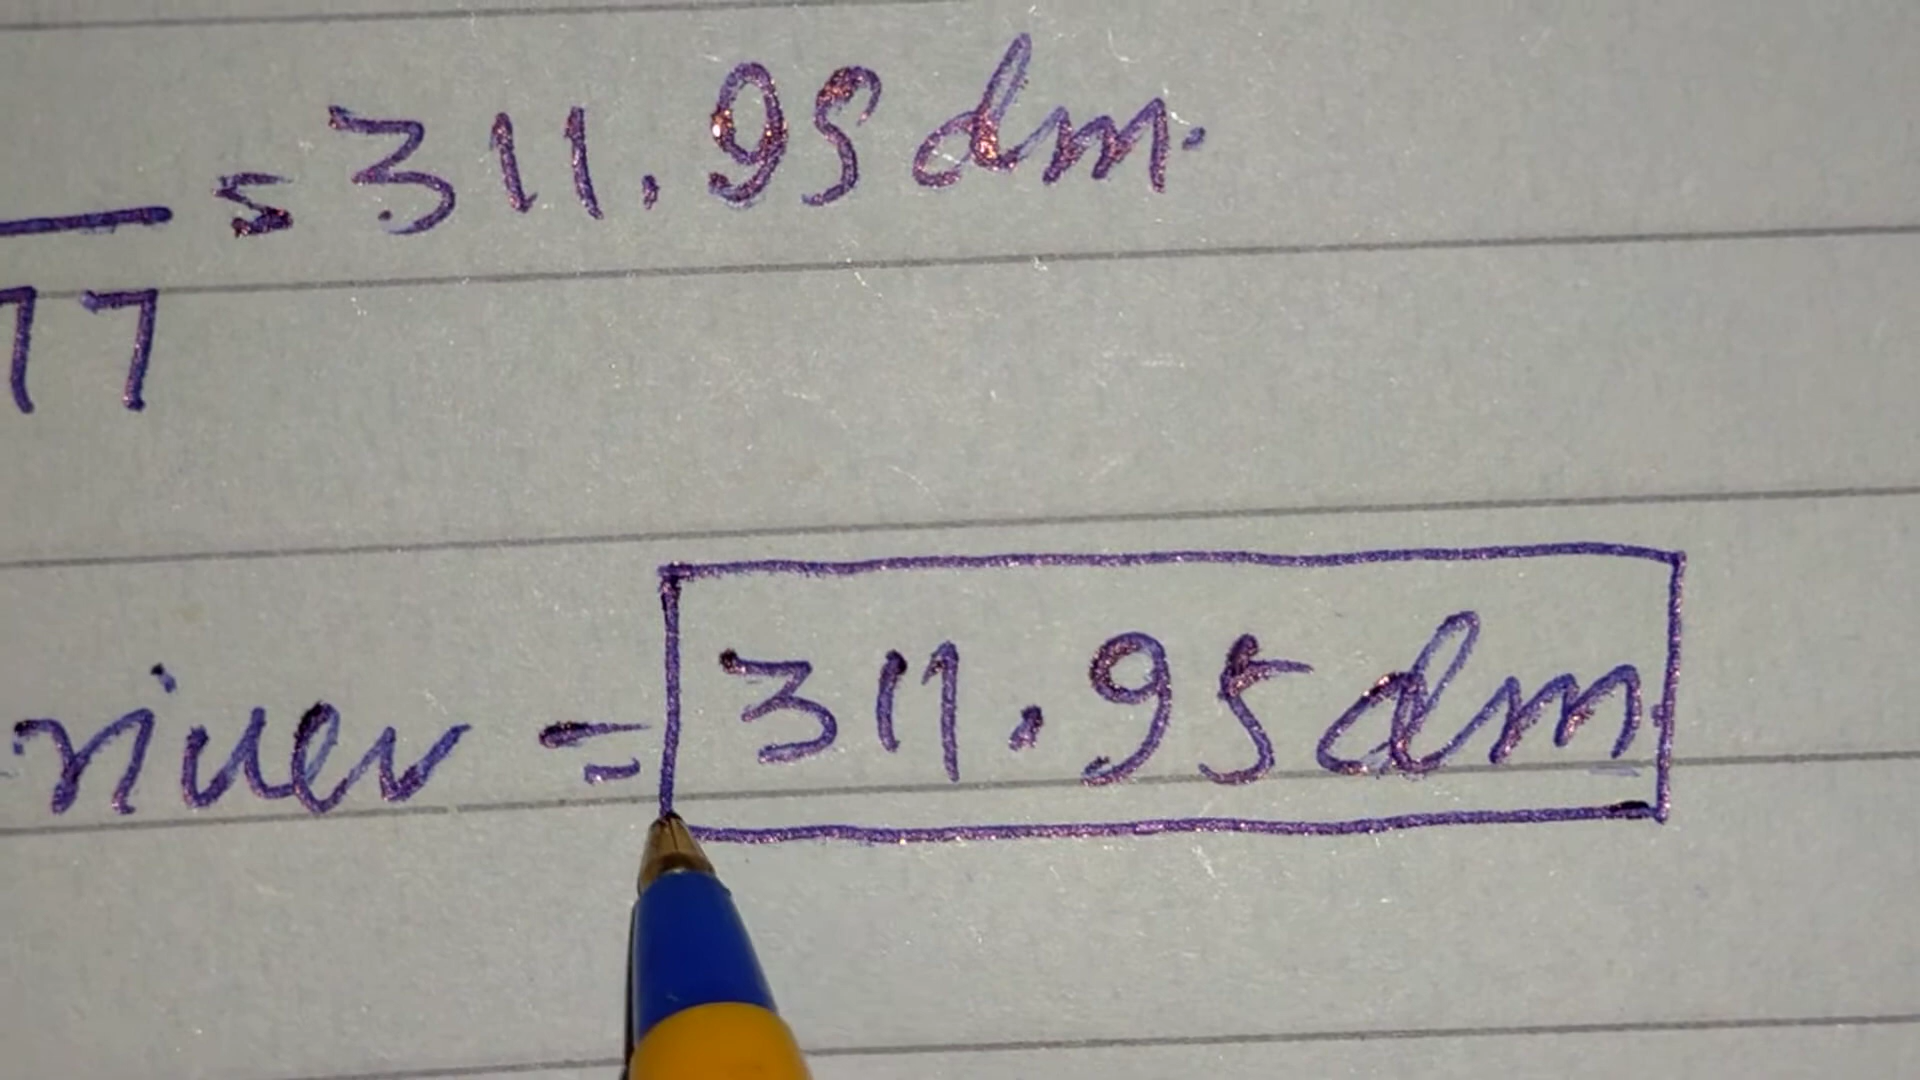 = 311.95 dm.
77
river = 311.95 dm.